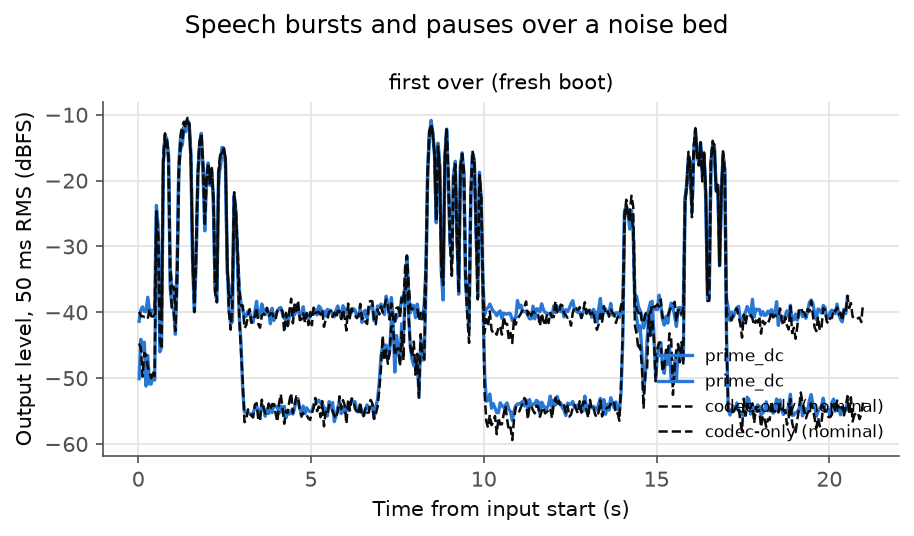 Speech bursts and pauses over a noise bed
first over (fresh boot)
Output level, 50 ms RMS (dBFS)
−10
−20
−30
−40
−50
−60
prime_dc
prime_dc
codec-only (nominal)
codec-only (nominal)
0
5
10
15
20
Time from input start (s)